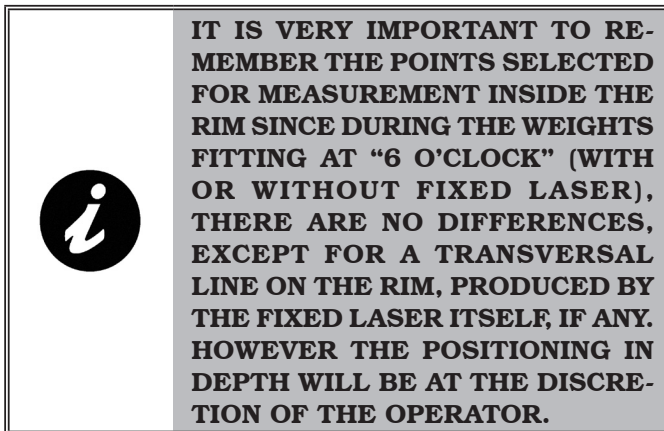 IT IS VERY IMPORTANT TO RE-
MEMBER THE POINTS SELECTED
FOR MEASUREMENT INSIDE THE
RIM SINCE DURING THE WEIGHTS
FITTING AT “6 O’CLOCK” (WITH
OR WITHOUT FIXED LASER),
THERE ARE NO DIFFERENCES,
EXCEPT FOR A TRANSVERSAL
LINE ON THE RIM, PRODUCED BY
THE FIXED LASER ITSELF, IF ANY.
HOWEVER THE POSITIONING IN
DEPTH WILL BE AT THE DISCRE-
TION OF THE OPERATOR.